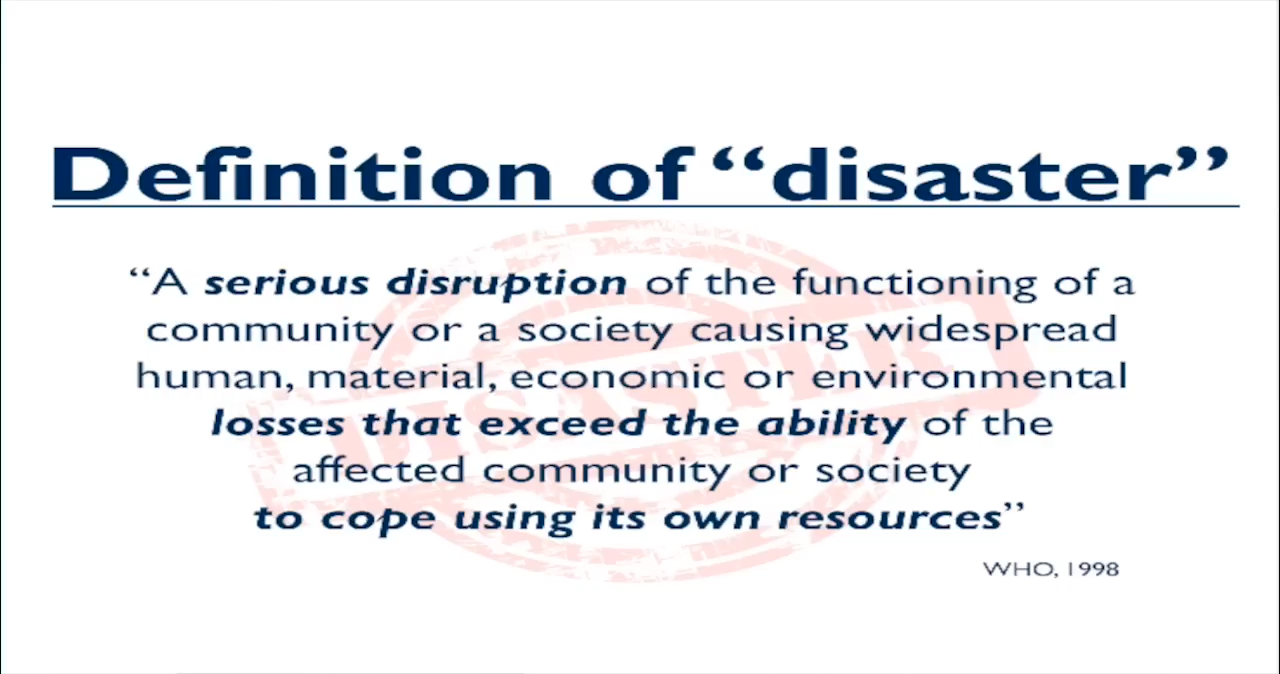 Definition of “disaster”
“A serious disruption of the functioning of a
community or a society causing widespread
human, material, economic or environmental
losses that exceed the ability of the
affected community or society
to cope using its own resources”
WHO, 1998
DISASTER